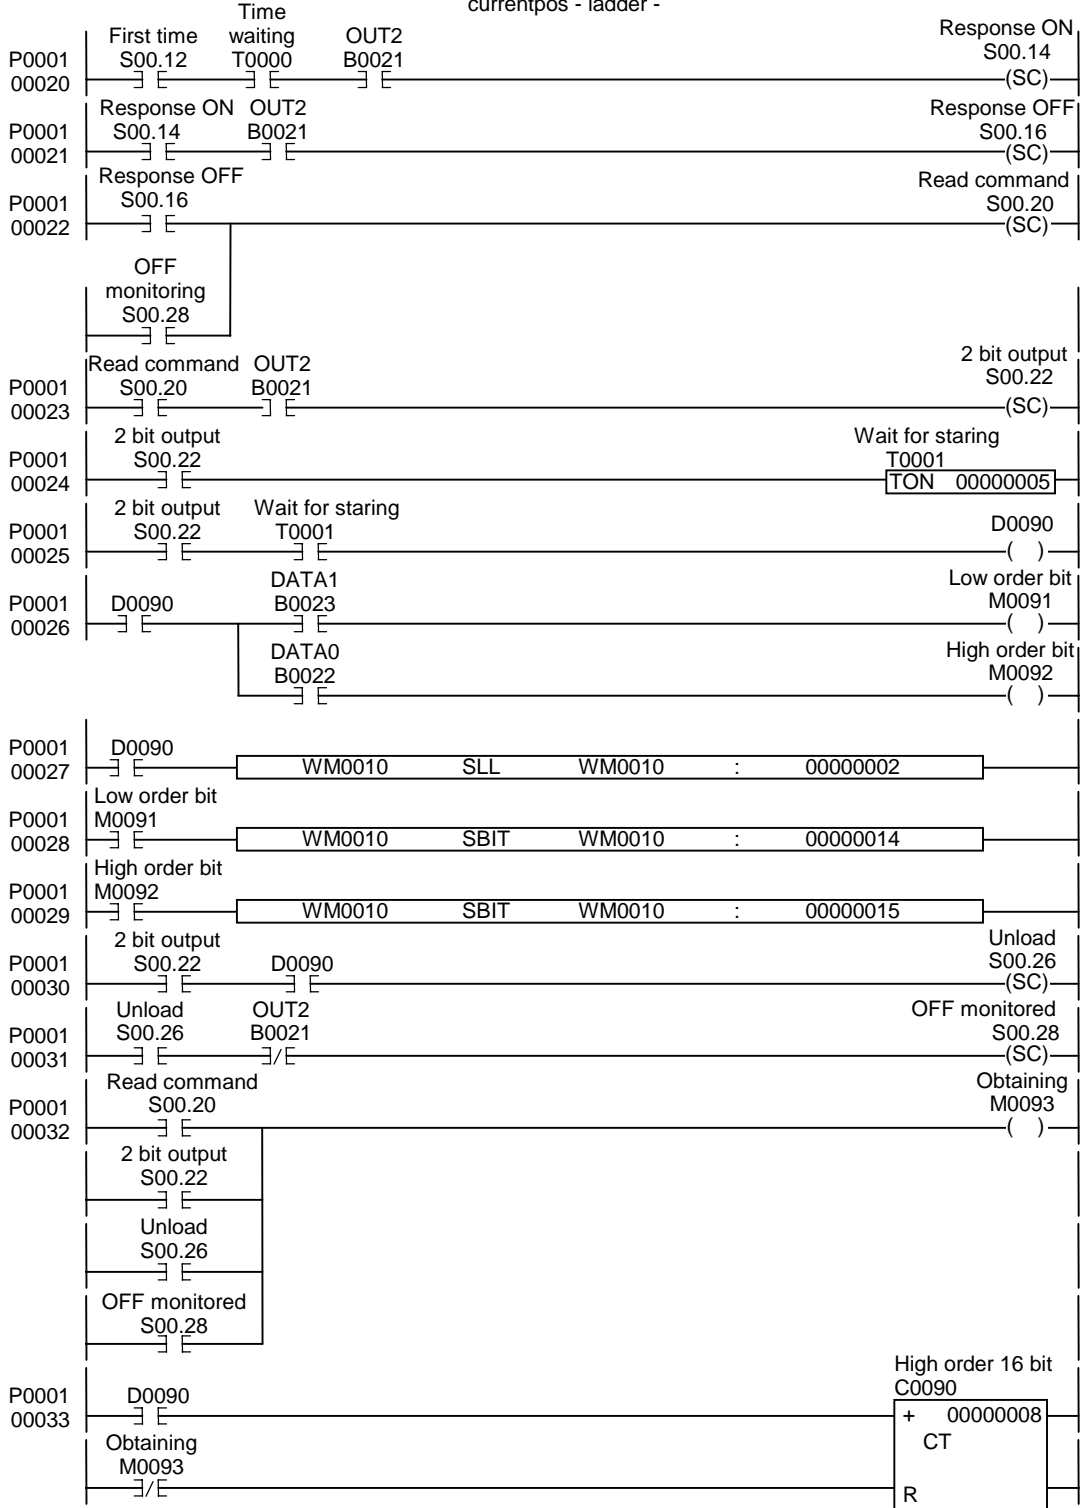 currentpos - ladder -
Time
First time waiting OUT2 Response ON
P0001 S00.12 T0000 B0021 S00.14
00020 (SC)
Response ON OUT2 Response OFF
P0001 S00.14 B0021 S00.16
00021 (SC)
Response OFF Read command
P0001 S00.16 S00.20
00022 (SC)
OFF
monitoring
S00.28
Read command OUT2 2 bit output
P0001 S00.20 B0021 S00.22
00023 (SC)
2 bit output Wait for staring
P0001 S00.22 T0001
00024 TON 00000005
2 bit output Wait for staring
P0001 S00.22 T0001 D0090
00025 ( )
DATA1 Low order bit
P0001 D0090 B0023 M0091
00026 ( )
DATA0 High order bit
B0022 M0092
( )
P0001 D0090
00027 WM0010 SLL WM0010 : 00000002
Low order bit
P0001 M0091
00028 WM0010 SBIT WM0010 : 00000014
High order bit
P0001 M0092
00029 WM0010 SBIT WM0010 : 00000015
2 bit output Unload
P0001 S00.22 D0090 S00.26
00030 (SC)
Unload OUT2 OFF monitored
P0001 S00.26 B0021 S00.28
00031 (SC)
Read command Obtaining
P0001 S00.20 M0093
00032 ( )
2 bit output
S00.22
Unload
S00.26
OFF monitored
S00.28
High order 16 bit
P0001 D0090 C0090
00033 + 00000008
CT
Obtaining
M0093
R